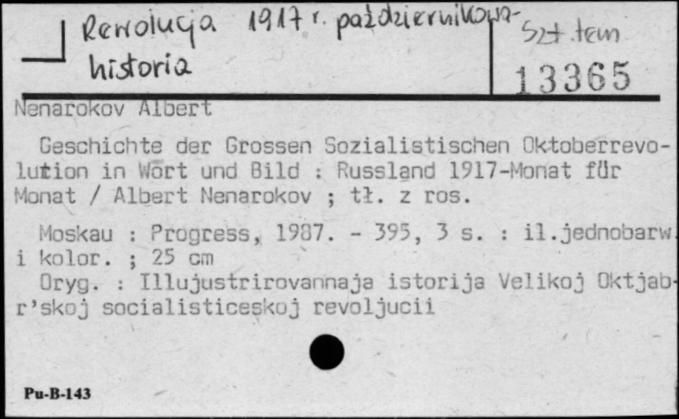 Rewolucja 1917 r. październikowa-
historia
Szt. tem
13365
Nenarokov Albert
Geschichte der Grossen Sozialistischen Oktoberrevo-
lution in Wort und Bild : Russland 1917-Monat für
Monat / Albert Nenarokov ; tł. z ros.
Moskau : Progress, 1987. - 395, 3 s. : il.jednobarw.
i kolor. ; 25 cm
Oryg. : Illujustrirovannaja istorija Velikoj Oktjab-
r'skoj socialisticeskoj revoljucii
Pu-B-143